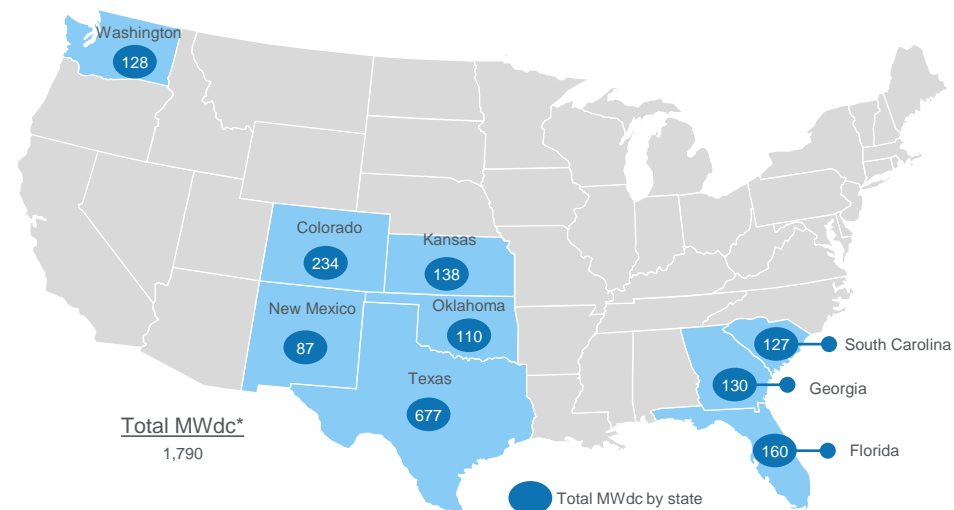 Washington
128
Colorado
234
Kansas
138
New Mexico
87
Oklahoma
110
Texas
677
127
South Carolina
130
Georgia
160
Florida
Total MWdc*
1,790
Total MWdc by state